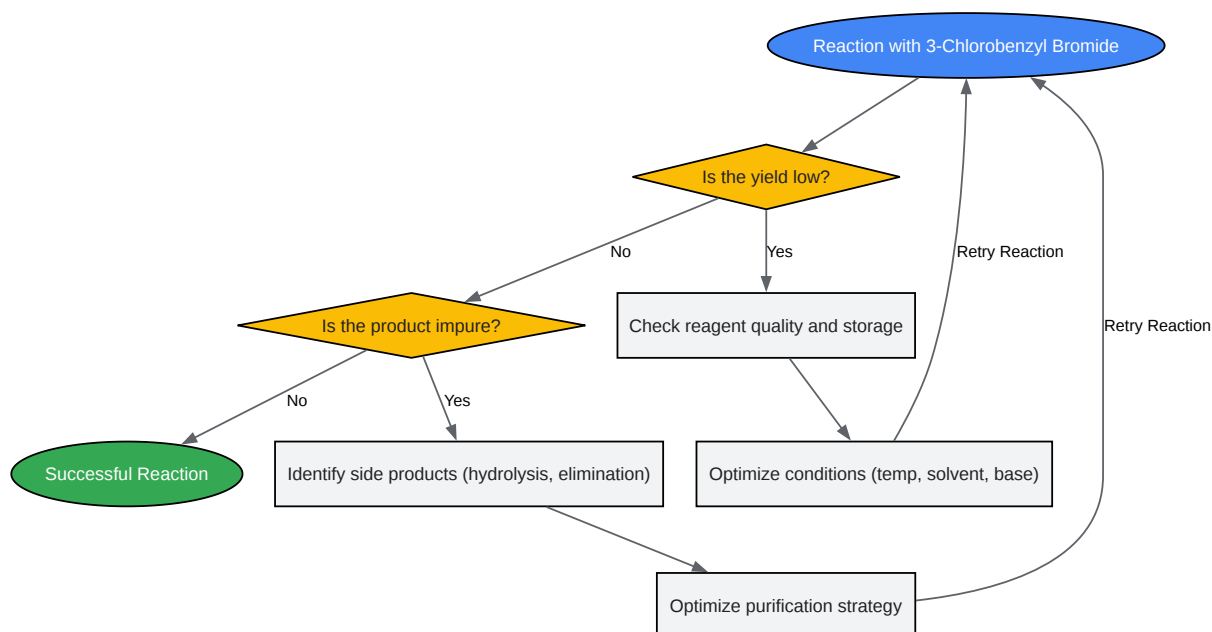 Reaction with 3-Chlorobenzyl Bromide
Is the yield low?
No
Yes
Retry Reaction
Is the product impure?
Check reagent quality and storage
Retry Reaction
No
Yes
Successful Reaction
Identify side products (hydrolysis, elimination)
Optimize conditions (temp, solvent, base)
Optimize purification strategy